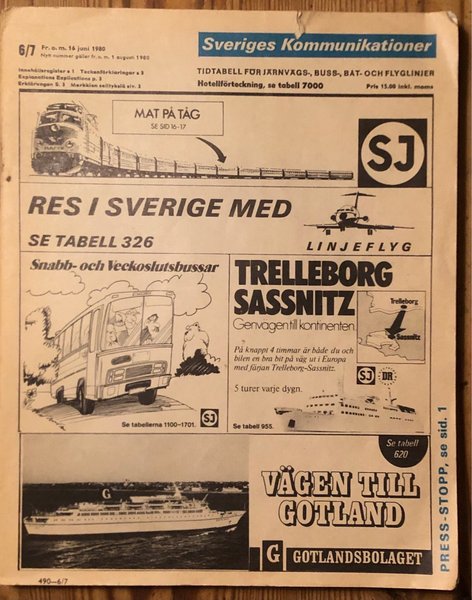 6/7
Fr. o. m. 16 juni 1980
Nytt nummer gäller fr. o. m. 1 augusti 1980
Sveriges Kommunikationer
Innehållsregister s 1 Teckenförklaringar s 3
Explanations Explications p. 3
Erklärungen S. 3 Merkkien selityksiä siv. 3
TIDTABELL FÖR JÄRNVÄGS-, BUSS-, BÅT- OCH FLYGLINJER
Hotellförteckning, se tabell 7000
Pris 15.00 inkl. moms
MAT PÅ TÅG
SE SID 16-17
SJ
RES I SVERIGE MED
SE TABELL 326
LINJEFLYG
Snabb- och Veckoslutsbussar
SJ
Se tabellerna 1100-1701.
TRELLEBORG
SASSNITZ
Genvägen till kontinenten.
Trelleborg
Sassnitz
På knappt 4 timmar är både du och
bilen en bra bit på väg ut i Europa
med färjan Trelleborg-Sassnitz.
SJ DR
5 turer varje dygn.
Se tabell 955.
G
Se tabell
620
VÄGEN TILL
GOTLAND
G GOTLANDSBOLAGET
PRESS-STOPP, se sid. 1
490—6/7